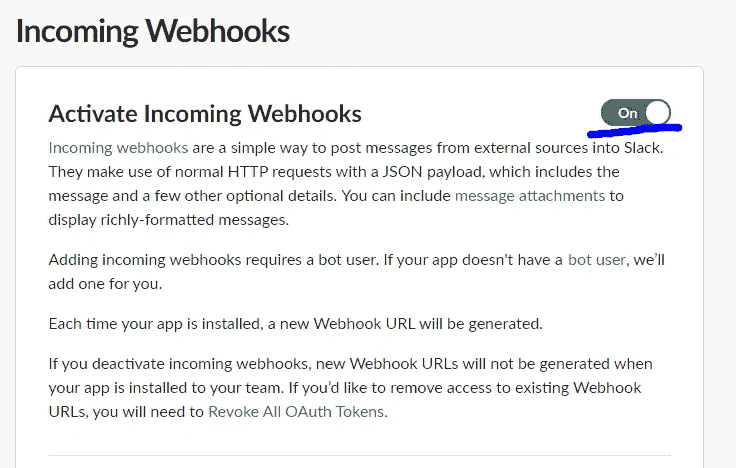 Incoming Webhooks
Activate Incoming Webhooks
On
Incoming webhooks are a simple way to post messages from external sources into Slack.
They make use of normal HTTP requests with a JSON payload, which includes the
message and a few other optional details. You can include message attachments to
display richly-formatted messages.
Adding incoming webhooks requires a bot user. If your app doesn't have a bot user, we'll
add one for you.
Each time your app is installed, a new Webhook URL will be generated.
If you deactivate incoming webhooks, new Webhook URLs will not be generated when
your app is installed to your team. If you'd like to remove access to existing Webhook
URLs, you will need to Revoke All OAuth Tokens.